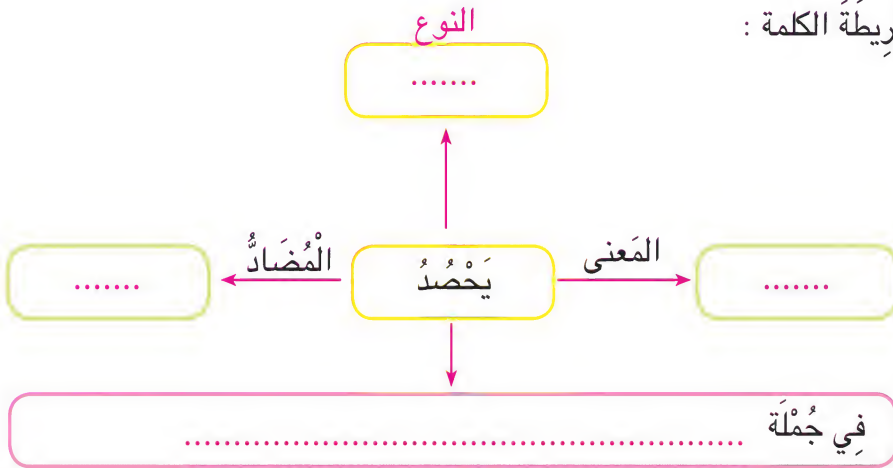 رِيطَةُ الكلمة :
النوع
.......
المَعنى
.......
يَحْصُدُ
الْمُضَادُّ
.......
فِي جُمْلَة ........................................................